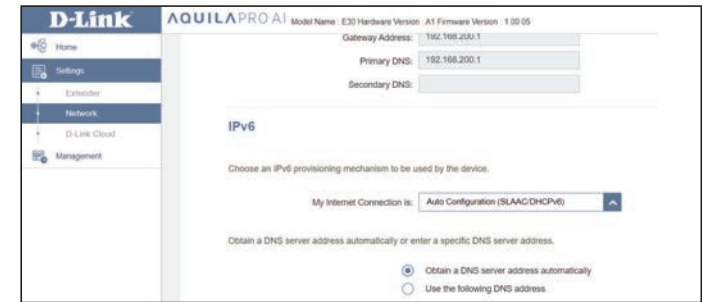 D-Link
AQUILA PRO AI Model Name : E30 Hardware Version : A1 Firmware Version : 1.00.05
Home
Settings
Extender
Network
D-Link Cloud
Management
Gateway Address: 192.168.200.1
Primary DNS: 192.168.200.1
Secondary DNS:
IPv6
Choose an IPv6 provisioning mechanism to be used by the device.
My Internet Connection is: Auto Configuration (SLAAC/DHCPv6)
Obtain a DNS server address automatically or enter a specific DNS server address.
Obtain a DNS server address automatically
Use the following DNS address